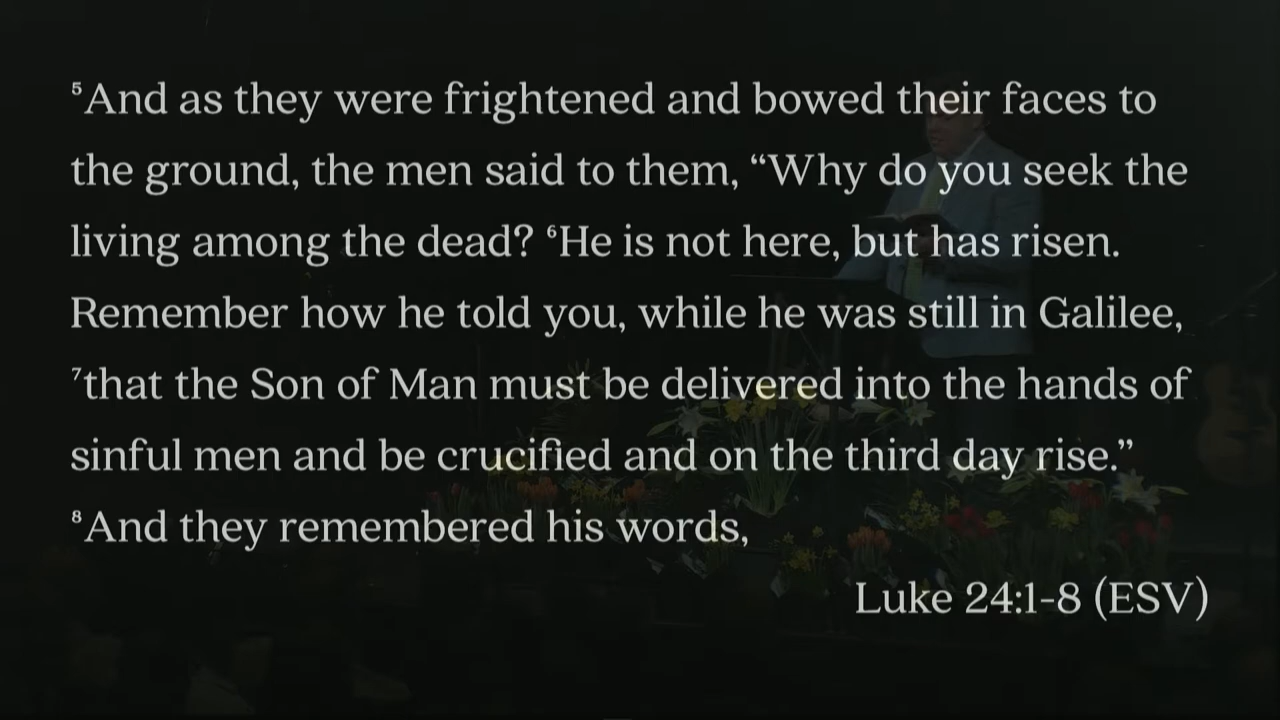 ⁵And as they were frightened and bowed their faces to
the ground, the men said to them, “Why do you seek the
living among the dead? ⁶He is not here, but has risen.
Remember how he told you, while he was still in Galilee,
⁷that the Son of Man must be delivered into the hands of
sinful men and be crucified and on the third day rise.”
⁸And they remembered his words,
Luke 24:1-8 (ESV)